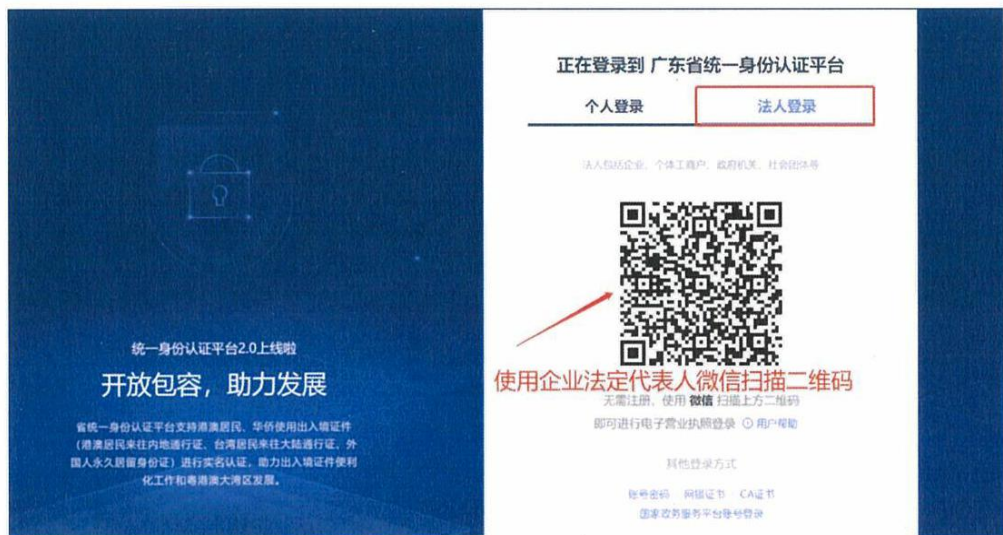 统一身份认证平台2.0上线啦
开放包容，助力发展
省统一身份认证平台支持港澳居民、华侨使用出入境证件
（港澳居民来往内地通行证、台湾居民来往大陆通行证、外
国人永久居留身份证）进行实名认证，助力出入境证件便利
化工作和粤港澳大湾区发展。
正在登录到 广东省统一身份认证平台
个人登录
法人登录
法人包括企业、个体工商户、政府机关、社会团体等
使用企业法定代表人微信扫描二维码
无需注册，使用 微信 扫描上方二维码
即可进行电子营业执照登录 用户帮助
其他登录方式
账号密码 网银证书 CA证书
国家政务服务平台账号登录